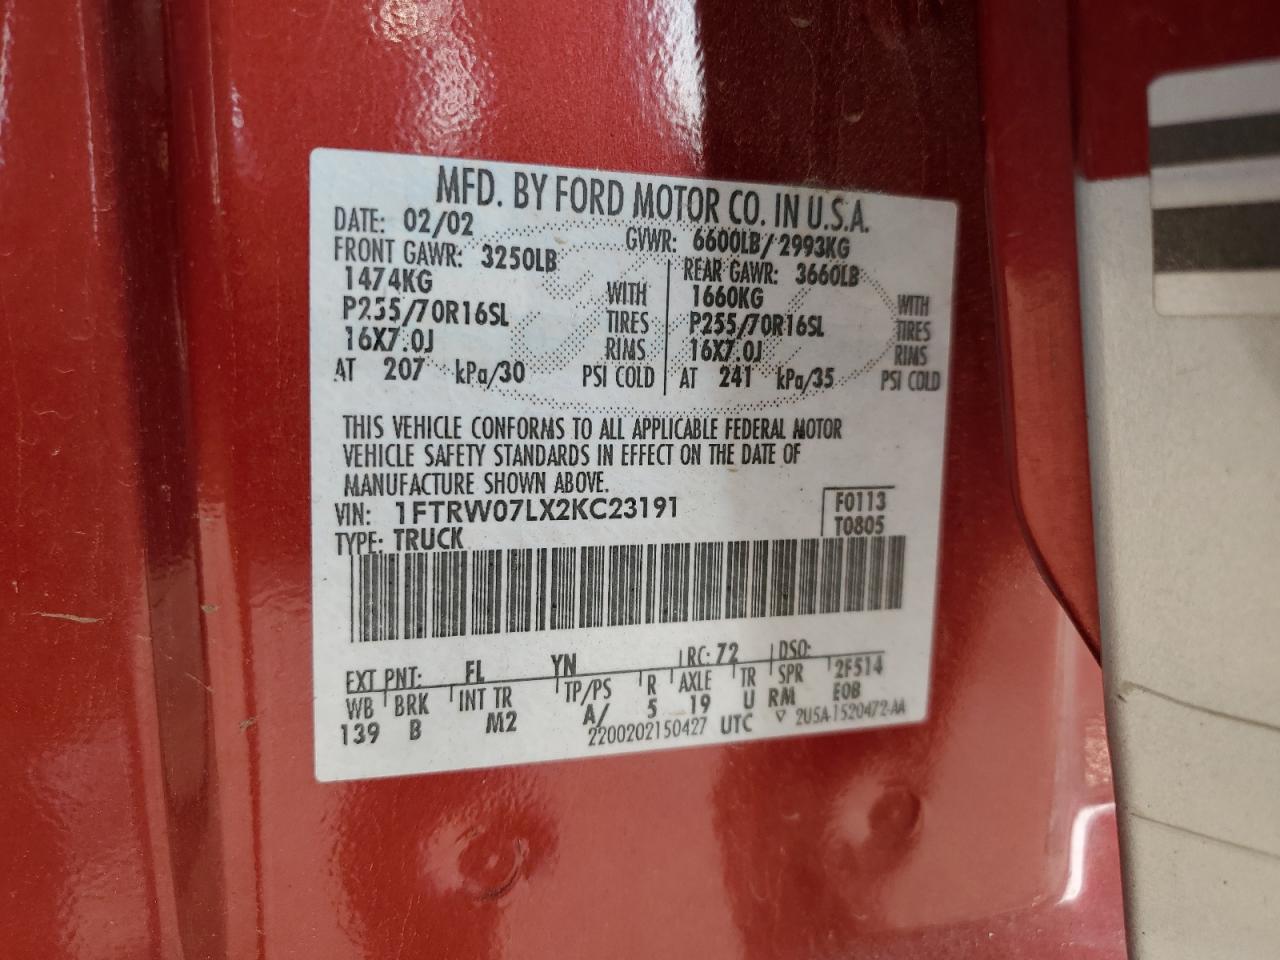 MFD. BY FORD MOTOR CO. IN U.S.A.
DATE: 02/02 GVWR: 6600LB/2993KG
FRONT GAWR: 3250LB REAR GAWR: 3660LB
1474KG WITH 1660KG WITH
P255/70R16SL TIRES P255/70R16SL TIRES
16X7.0J RIMS 16X7.0J RIMS
AT 207 kPa/30 PSI COLD AT 241 kPa/35 PSI COLD
THIS VEHICLE CONFORMS TO ALL APPLICABLE FEDERAL MOTOR
VEHICLE SAFETY STANDARDS IN EFFECT ON THE DATE OF
MANUFACTURE SHOWN ABOVE.
VIN: 1FTRW07LX2KC23191 F0113
TYPE: TRUCK T0805
EXT PNT: FL YN RC: 72 DSO:
WB BRK INT TR TP/PS R AXLE TR SPR 2F514
139 B M2 A/ 5 19 U RM E0B
2200202150427 UTC ▽ 2U5A-1520472-AA